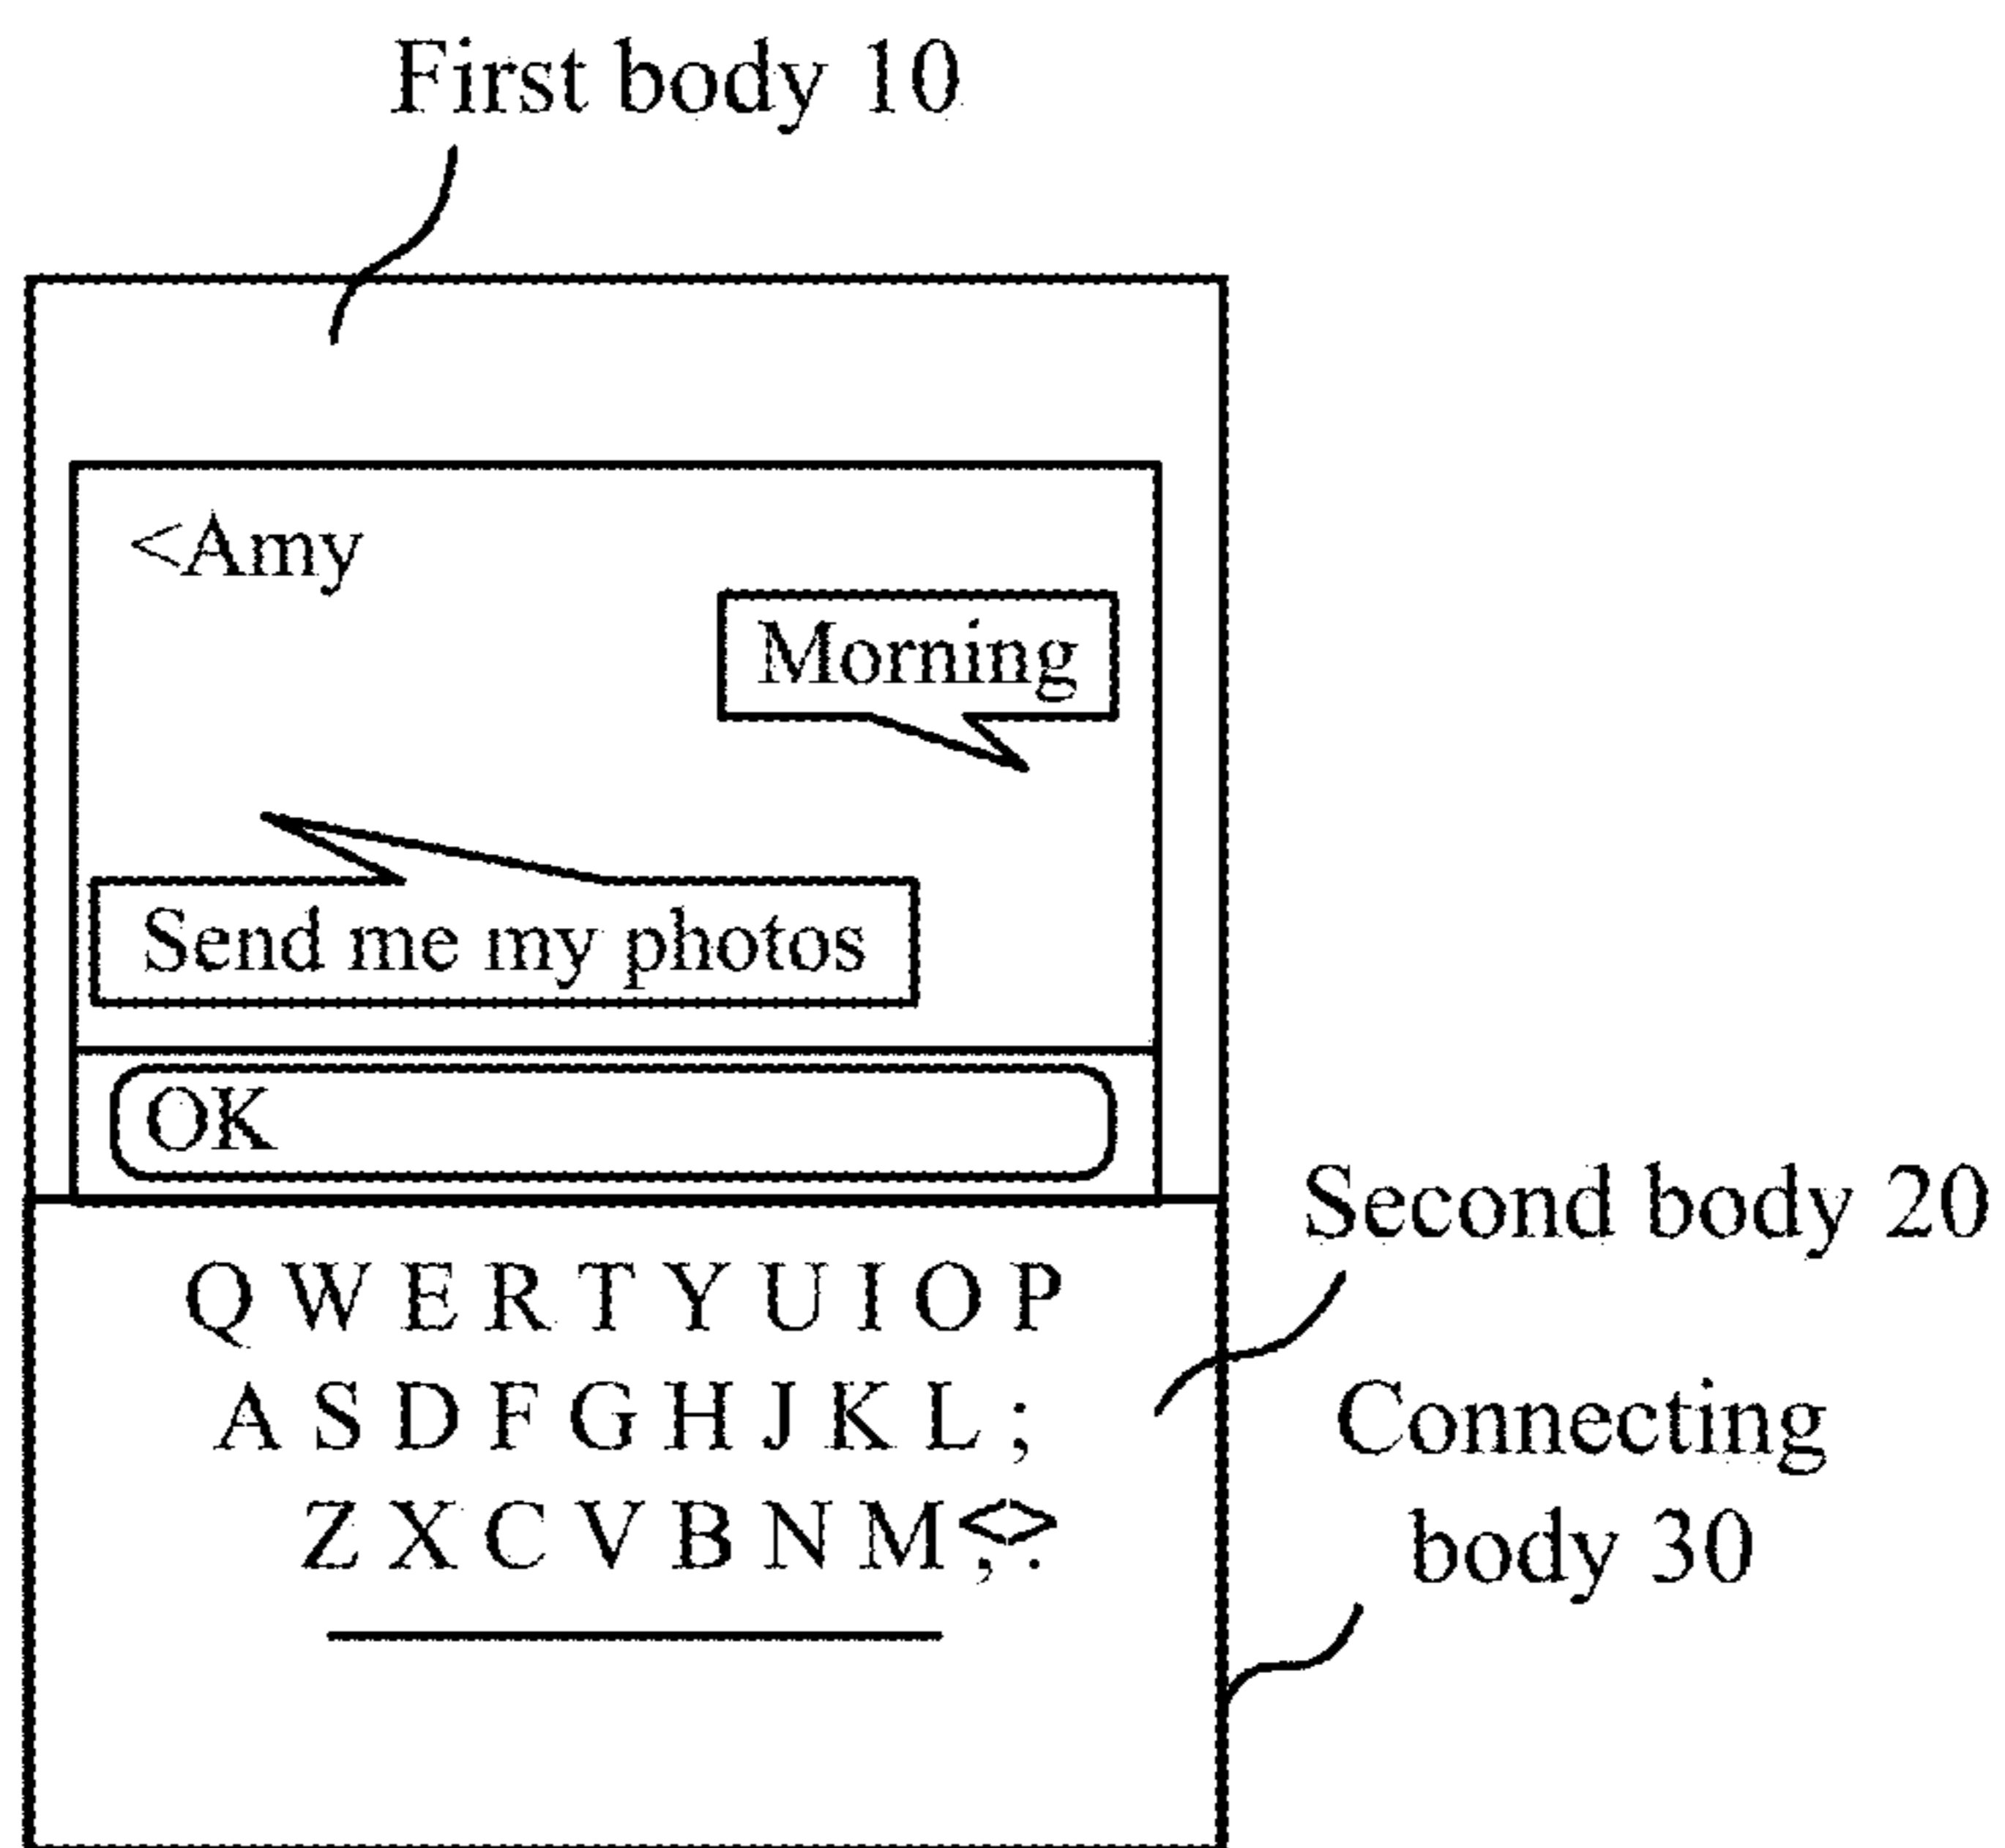 First body 10
<Amy
Morning
Send me my photos
OK
Second body 20
Q W E R T Y U I O P
A S D F G H J K L ;
Connecting
body 30
Z X C V B N M <>
, .